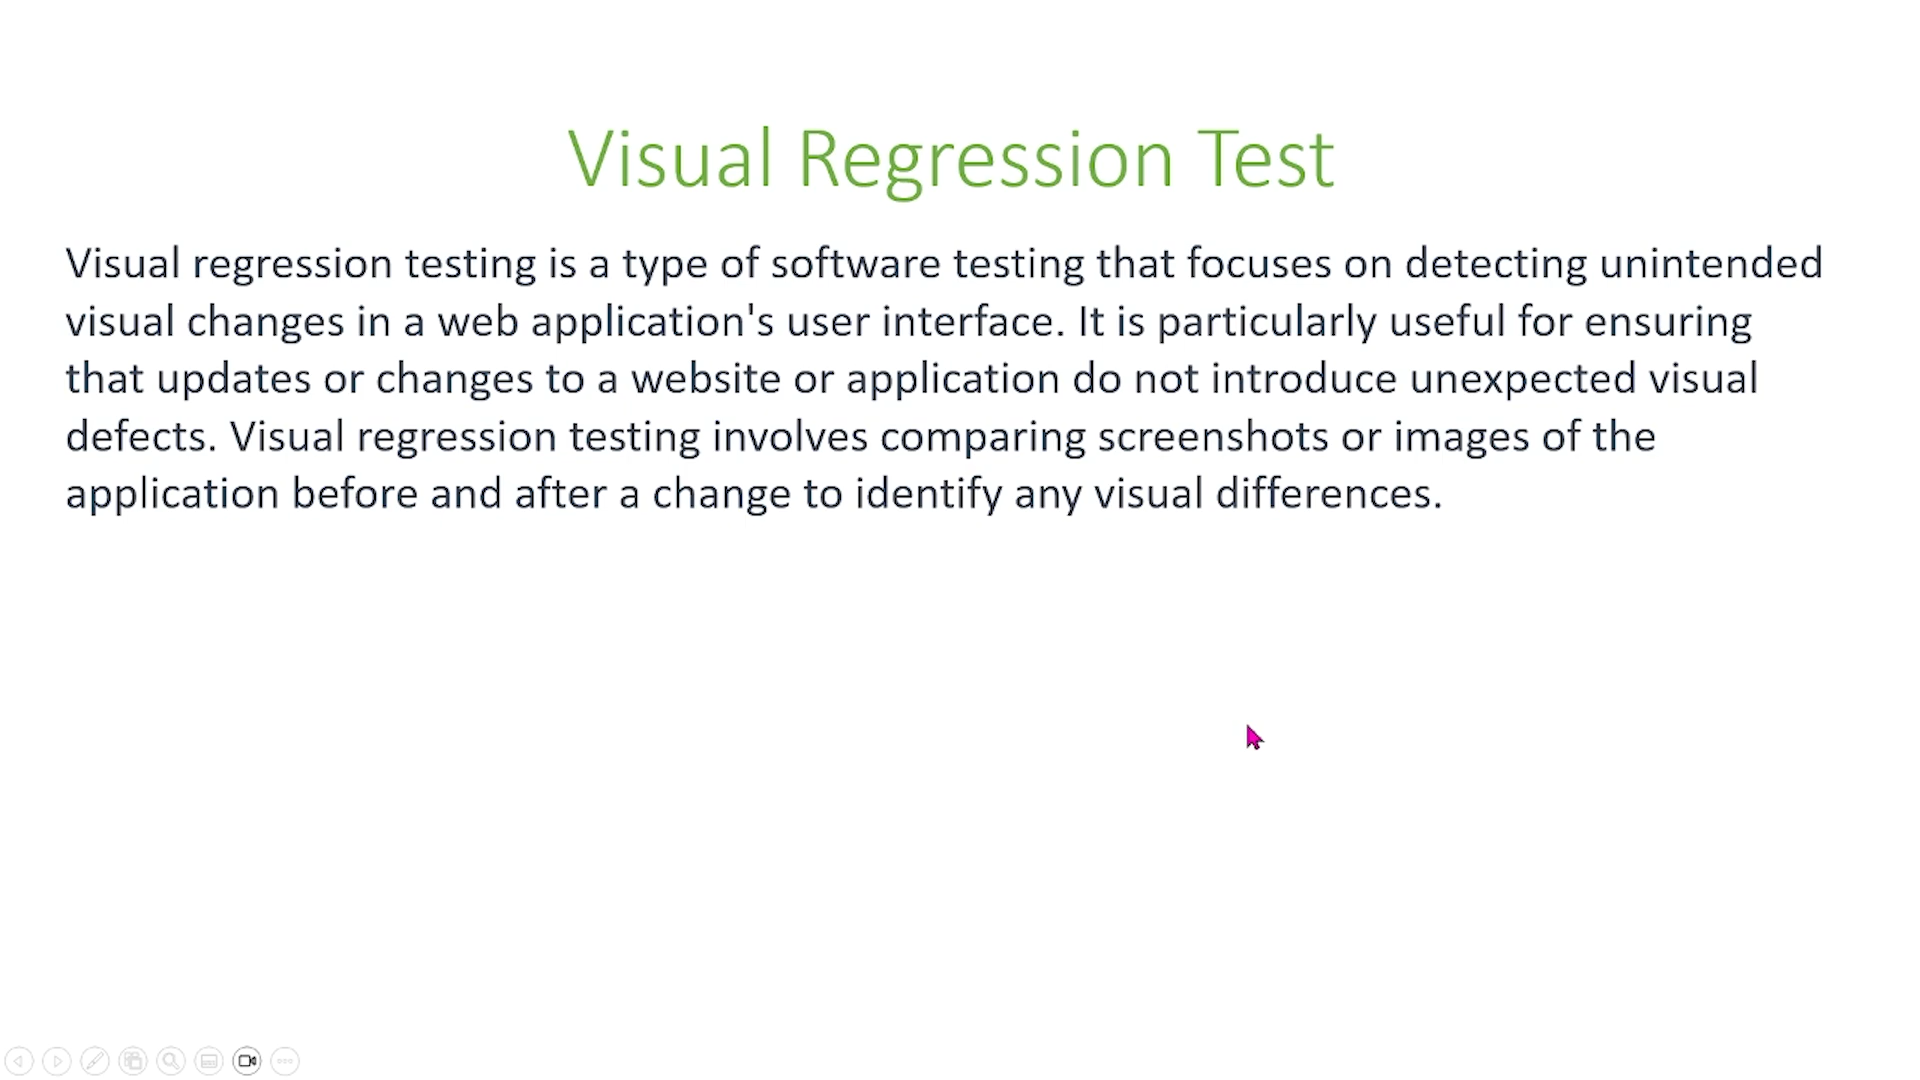 Visual Regression Test
Visual regression testing is a type of software testing that focuses on detecting unintended
visual changes in a web application's user interface. It is particularly useful for ensuring
that updates or changes to a website or application do not introduce unexpected visual
defects. Visual regression testing involves comparing screenshots or images of the
application before and after a change to identify any visual differences.